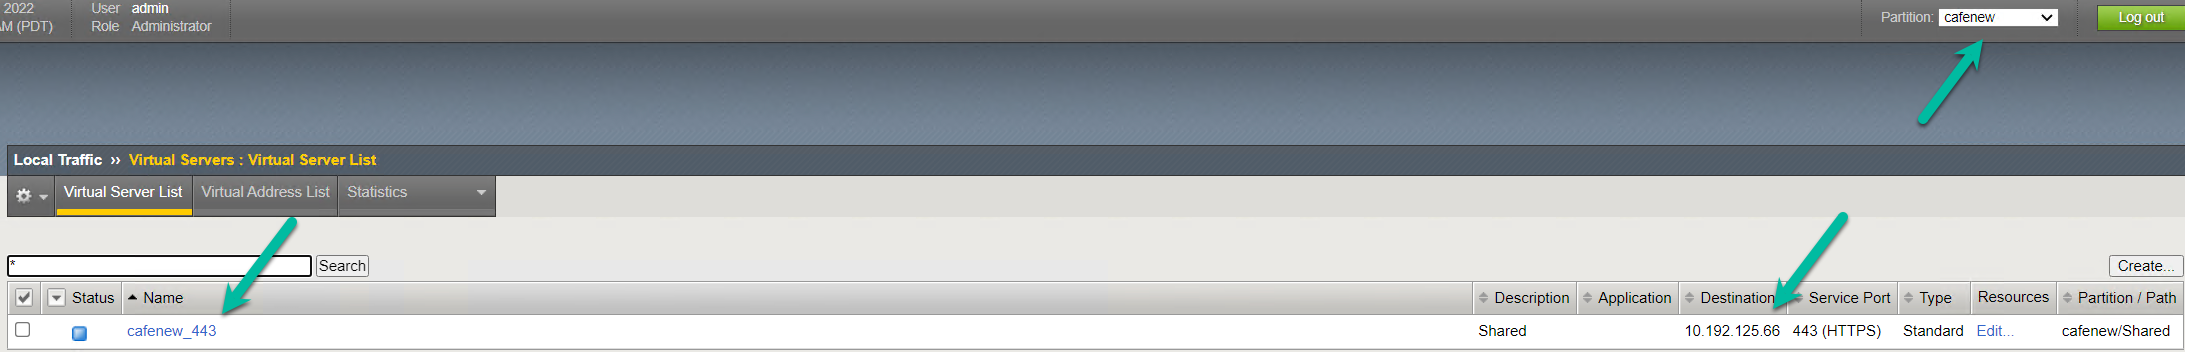 2022
User admin
Partition: cafenew
Log out
AM (PDT)
Role Administrator
Local Traffic ›› Virtual Servers : Virtual Server List
Virtual Server List Virtual Address List Statistics
* Search
Create...
Status Name Description Application Destination Service Port Type Resources Partition / Path
cafenew_443 Shared 10.192.125.66 443 (HTTPS) Standard Edit... cafenew/Shared